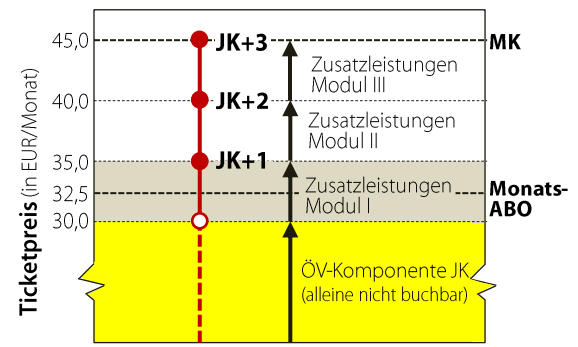 Ticketpreis (in EUR/Monat)
45,0
JK+3
MK
Zusatzleistungen
Modul III
40,0
JK+2
Zusatzleistungen
Modul II
35,0
JK+1
Zusatzleistungen
Modul I
32,5
Monats-
ABO
30,0
ÖV-Komponente JK
(alleine nicht buchbar)